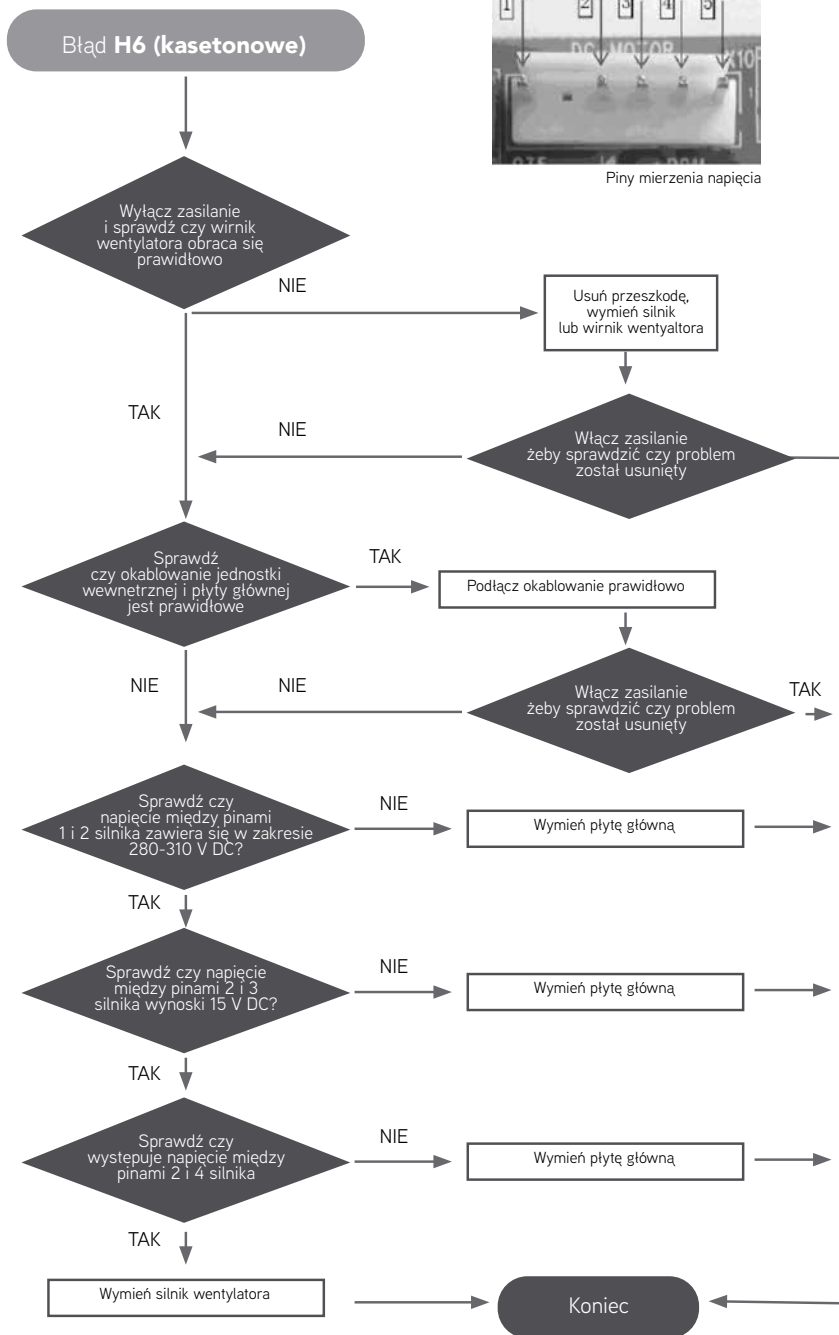 Błąd H6 (kasetonowe)
1 2 3 4 5
DC-MOTOR
Piny mierzenia napięcia
Wyłącz zasilanie
i sprawdź czy wirnik
wentylatora obraca się
prawidłowo
NIE
Usuń przeszkodę,
wymień silnik
lub wirnik wentyaltora
TAK
NIE
Włącz zasilanie
żeby sprawdzić czy problem
został usunięty
Sprawdź
czy okablowanie jednostki
wewnetrznej i płyty głównej
jest prawidłowe
TAK
Podłącz okablowanie prawidłowo
NIE
NIE
Włącz zasilanie
żeby sprawdzić czy problem
został usunięty
TAK
Sprawdź czy
napięcie między pinami
1 i 2 silnika zawiera się w zakresie
280-310 V DC?
NIE
Wymień płytę główną
TAK
Sprawdź czy napięcie
między pinami 2 i 3
silnika wynoski 15 V DC?
NIE
Wymień płytę główną
TAK
Sprawdź czy
wystepuje napięcie między
pinami 2 i 4 silnika
NIE
Wymień płytę główną
TAK
Wymień silnik wentylatora
Koniec